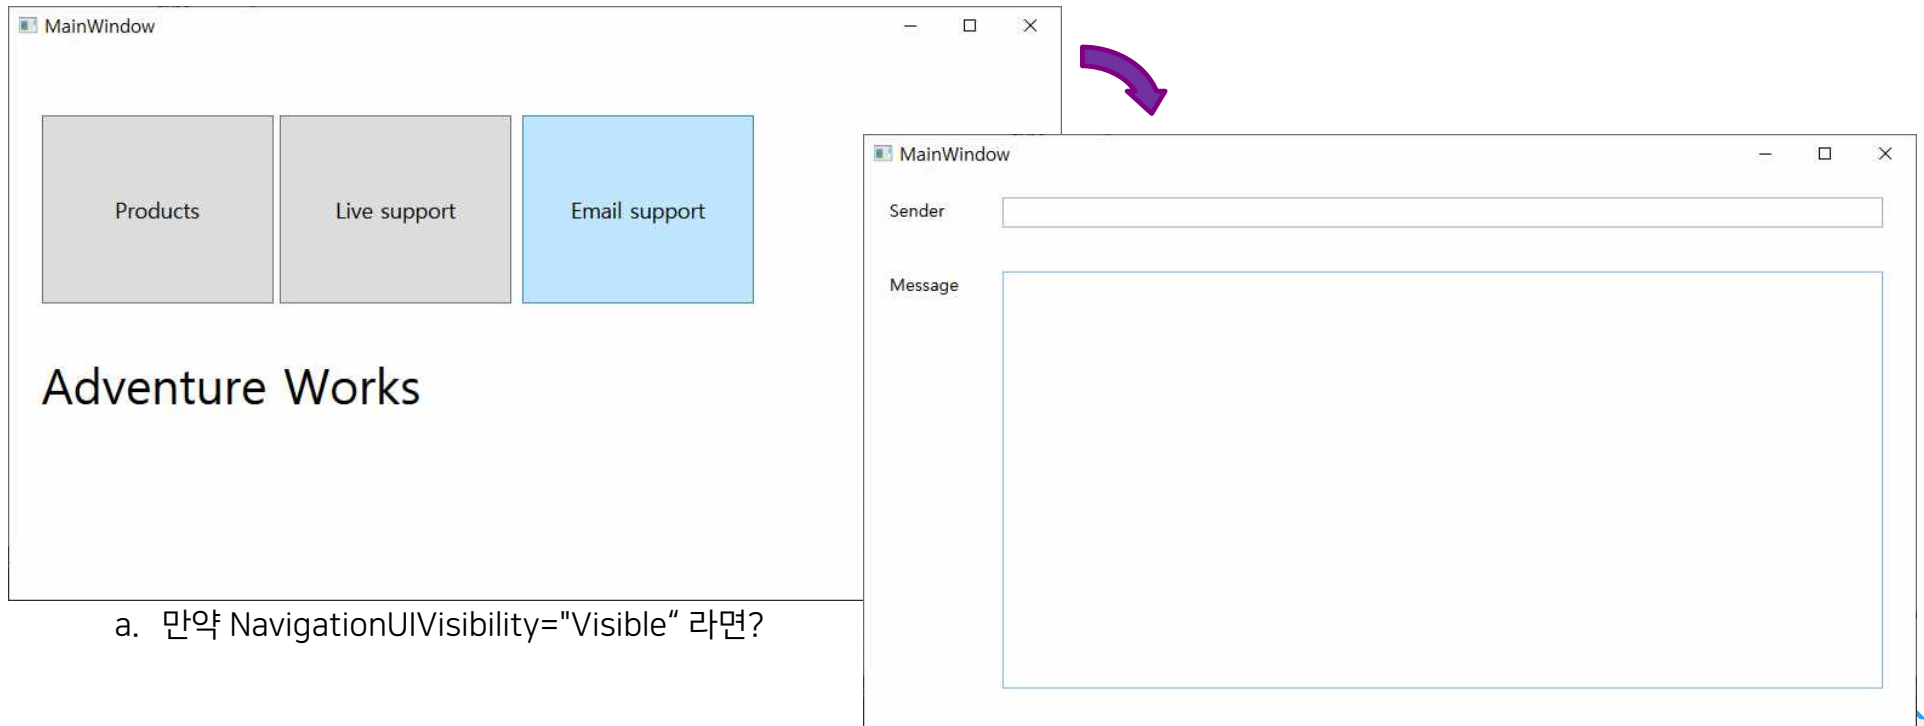 MainWindow
Products
Live support
Email support
Adventure Works
MainWindow
Sender
Message
a. 만약 NavigationUIVisibility="Visible“ 라면?